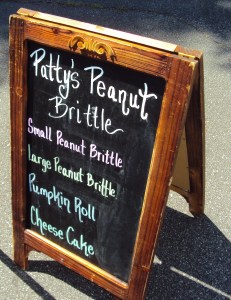 Patty's Peanut
Brittle
Small Peanut Brittle
Large Peanut Brittle
Pumpkin Roll
Cheese Cake